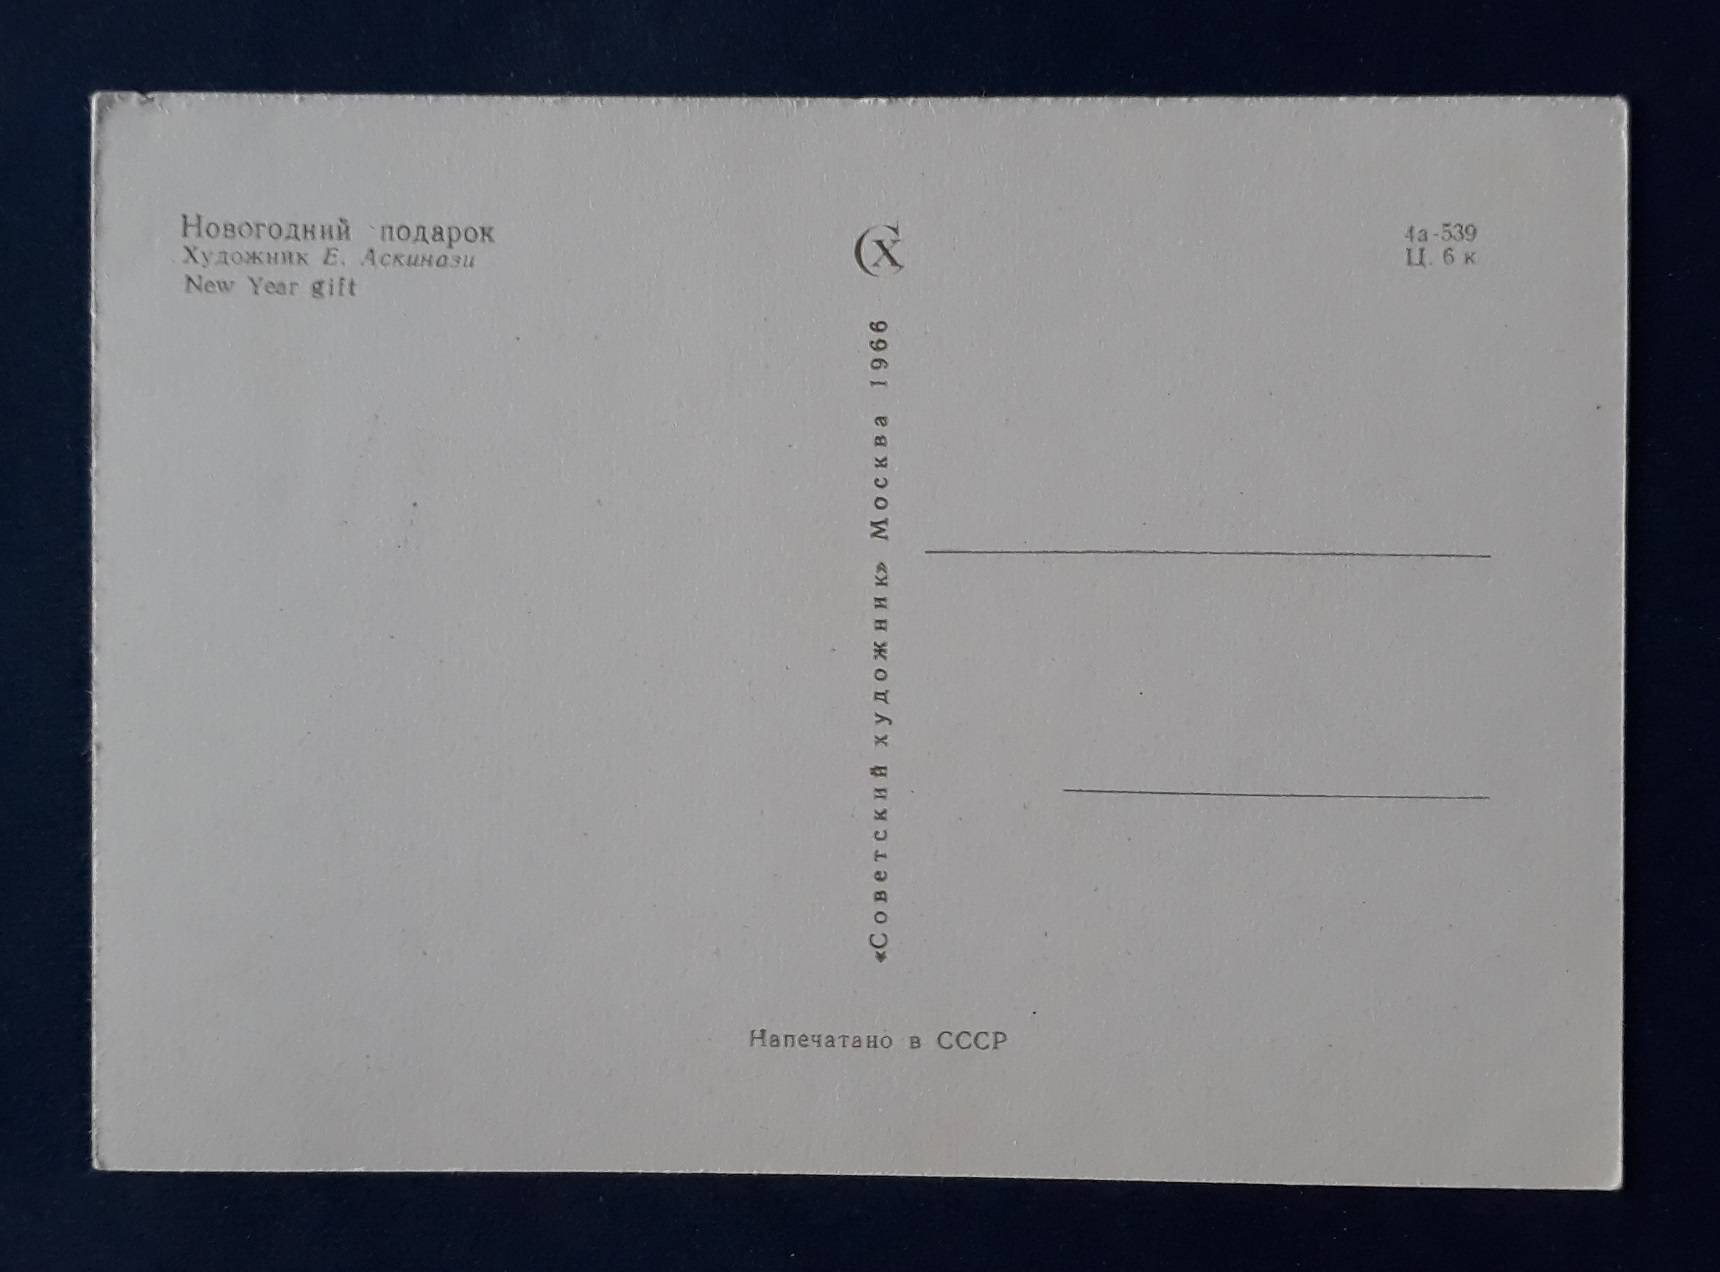 Новогодний подарок
Художник Е. Аскинази
New Year gift
СХ
4а-539
Ц. 6 к
«Советский художник» Москва 1966
Напечатано в СССР